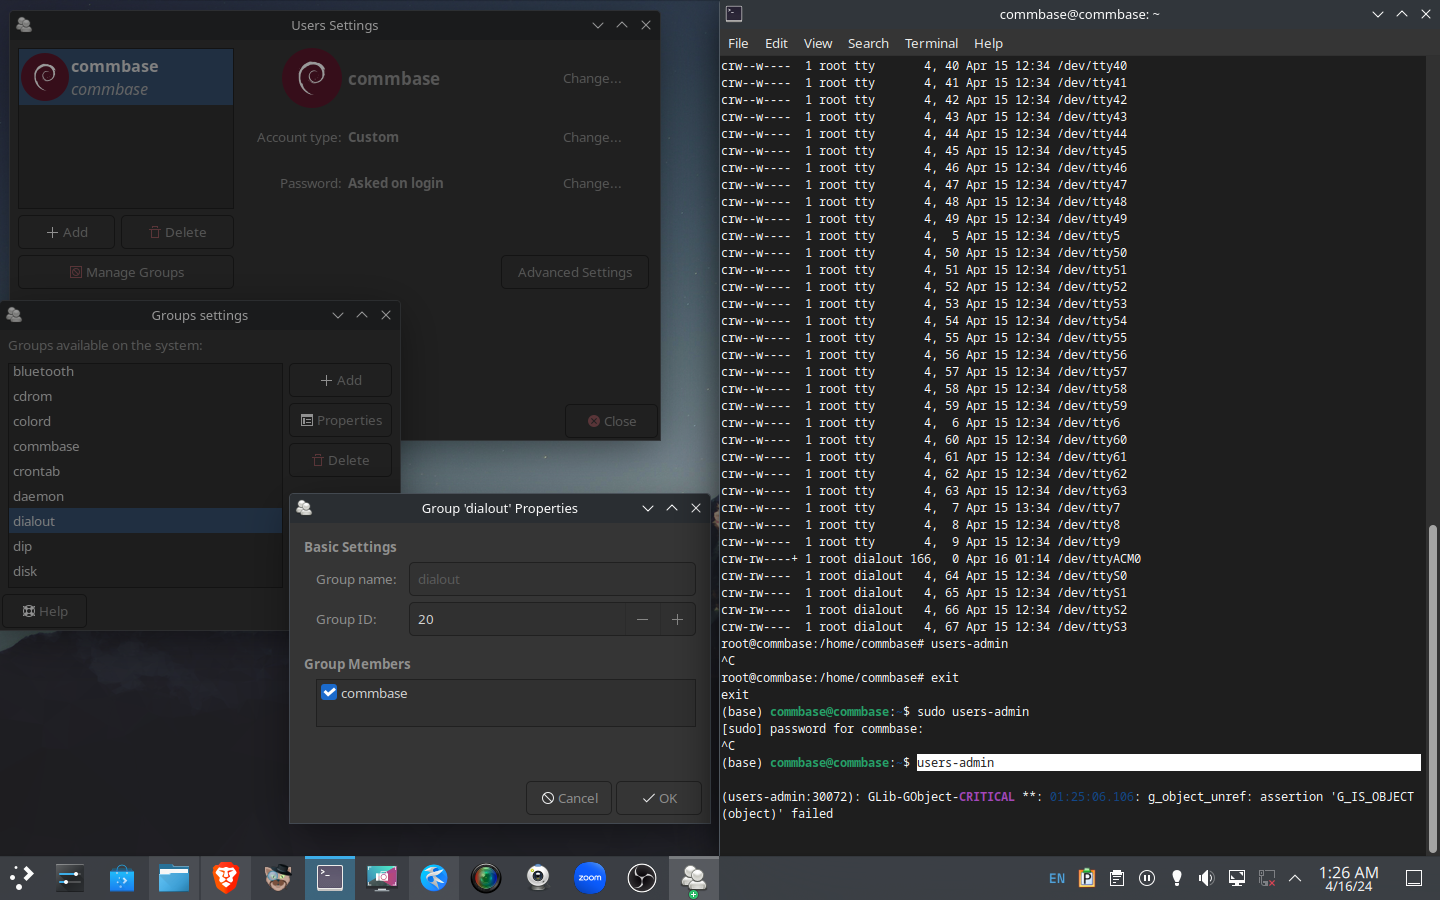 Users Settings
commbase
commbase
commbase
Change...
Account type: Custom
Change...
Password: Asked on login
Change...
Add
Delete
Manage Groups
Advanced Settings
Close
Groups settings
Groups available on the system:
bluetooth
cdrom
colord
commbase
crontab
daemon
dialout
dip
disk
Add
Properties
Delete
Help
Group 'dialout' Properties
Basic Settings
Group name: dialout
Group ID: 20
Group Members
commbase
Cancel
OK
commbase@commbase: ~
File Edit View Search Terminal Help
crw--w---- 1 root tty 4, 40 Apr 15 12:34 /dev/tty40
crw--w---- 1 root tty 4, 41 Apr 15 12:34 /dev/tty41
crw--w---- 1 root tty 4, 42 Apr 15 12:34 /dev/tty42
crw--w---- 1 root tty 4, 43 Apr 15 12:34 /dev/tty43
crw--w---- 1 root tty 4, 44 Apr 15 12:34 /dev/tty44
crw--w---- 1 root tty 4, 45 Apr 15 12:34 /dev/tty45
crw--w---- 1 root tty 4, 46 Apr 15 12:34 /dev/tty46
crw--w---- 1 root tty 4, 47 Apr 15 12:34 /dev/tty47
crw--w---- 1 root tty 4, 48 Apr 15 12:34 /dev/tty48
crw--w---- 1 root tty 4, 49 Apr 15 12:34 /dev/tty49
crw--w---- 1 root tty 4, 5 Apr 15 12:34 /dev/tty5
crw--w---- 1 root tty 4, 50 Apr 15 12:34 /dev/tty50
crw--w---- 1 root tty 4, 51 Apr 15 12:34 /dev/tty51
crw--w---- 1 root tty 4, 52 Apr 15 12:34 /dev/tty52
crw--w---- 1 root tty 4, 53 Apr 15 12:34 /dev/tty53
crw--w---- 1 root tty 4, 54 Apr 15 12:34 /dev/tty54
crw--w---- 1 root tty 4, 55 Apr 15 12:34 /dev/tty55
crw--w---- 1 root tty 4, 56 Apr 15 12:34 /dev/tty56
crw--w---- 1 root tty 4, 57 Apr 15 12:34 /dev/tty57
crw--w---- 1 root tty 4, 58 Apr 15 12:34 /dev/tty58
crw--w---- 1 root tty 4, 59 Apr 15 12:34 /dev/tty59
crw--w---- 1 root tty 4, 6 Apr 15 12:34 /dev/tty6
crw--w---- 1 root tty 4, 60 Apr 15 12:34 /dev/tty60
crw--w---- 1 root tty 4, 61 Apr 15 12:34 /dev/tty61
crw--w---- 1 root tty 4, 62 Apr 15 12:34 /dev/tty62
crw--w---- 1 root tty 4, 63 Apr 15 12:34 /dev/tty63
crw--w---- 1 root tty 4, 7 Apr 15 13:34 /dev/tty7
crw--w---- 1 root tty 4, 8 Apr 15 12:34 /dev/tty8
crw--w---- 1 root tty 4, 9 Apr 15 12:34 /dev/tty9
crw-rw----+ 1 root dialout 166, 0 Apr 16 01:14 /dev/ttyACM0
crw-rw---- 1 root dialout 4, 64 Apr 15 12:34 /dev/ttyS0
crw-rw---- 1 root dialout 4, 65 Apr 15 12:34 /dev/ttyS1
crw-rw---- 1 root dialout 4, 66 Apr 15 12:34 /dev/ttyS2
crw-rw---- 1 root dialout 4, 67 Apr 15 12:34 /dev/ttyS3
root@commbase:/home/commbase# users-admin
^C
root@commbase:/home/commbase# exit
exit
(base) commbase@commbase:~$ sudo users-admin
[sudo] password for commbase:
^C
(base) commbase@commbase:~$ users-admin
(users-admin:30072): GLib-GObject-CRITICAL **: 01:25:06.106: g_object_unref: assertion 'G_IS_OBJECT
(object)' failed
zoom
EN
P
1:26 AM
4/16/24